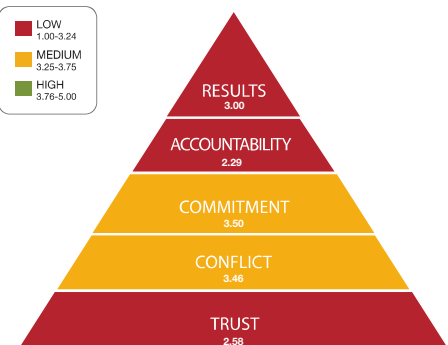 LOW
1.00-3.24
MEDIUM
3.25-3.75
HIGH
3.76-5.00
RESULTS
3.00
ACCOUNTABILITY
2.29
COMMITMENT
3.50
CONFLICT
3.46
TRUST
2.58